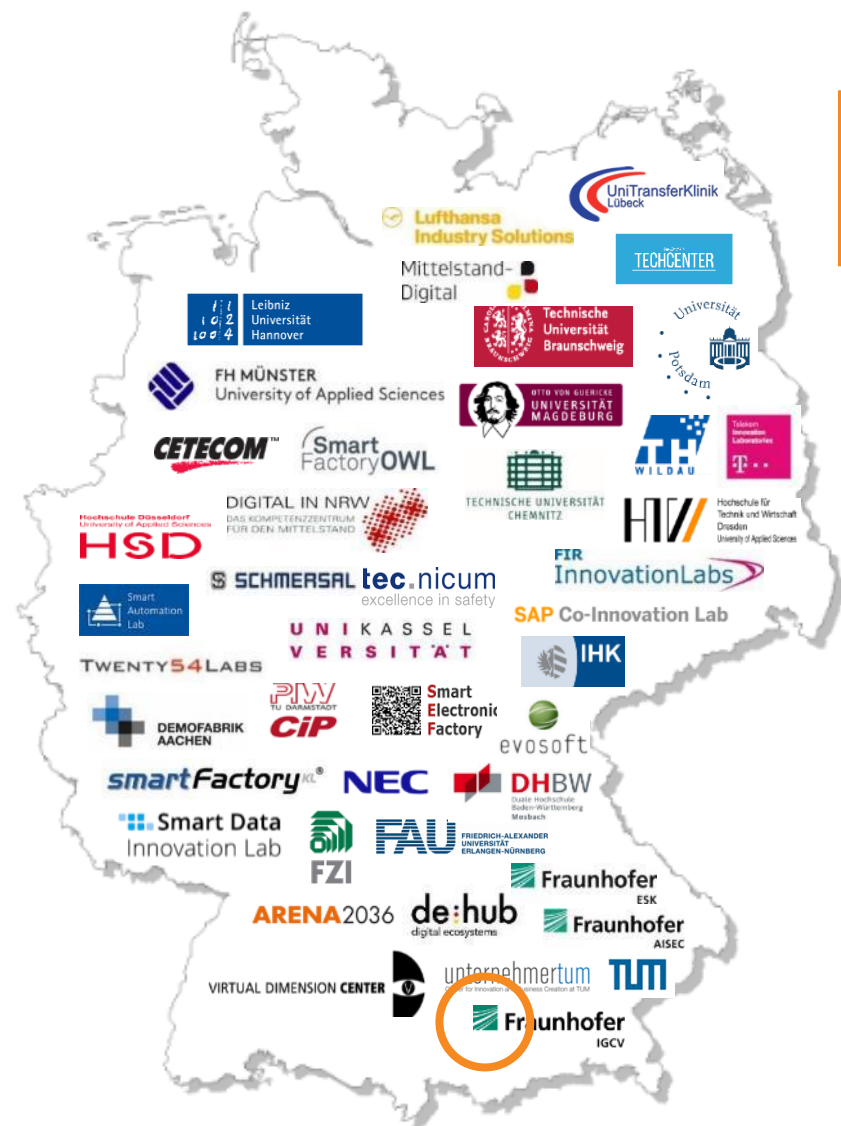 UniTransferKlinik
Lübeck
Lufthansa
Industry Solutions
TECHCENTER
Mittelstand-
Digital
Leibniz
Universität
Hannover
Technische
Universität
Braunschweig
Universität
Potsdam
FH MÜNSTER
University of Applied Sciences
OTTO VON GUERICKE
UNIVERSITÄT
MAGDEBURG
CETECOM™
Smart
FactoryOWL
TH
WILDAU
Telekom
Innovation
Laboratories
T
TECHNISCHE UNIVERSITÄT
CHEMNITZ
DIGITAL IN NRW
DAS KOMPETENZZENTRUM
FÜR DEN MITTELSTAND
HTW
Hochschule für
Technik und Wirtschaft
Dresden
University of Applied Sciences
Hochschule Düsseldorf
University of Applied Sciences
HSD
FIR
InnovationLabs
SCHMERSAL
tec.nicum
excellence in safety
Smart
Automation
Lab
SAP Co-Innovation Lab
UNIKASSEL
VERSITÄT
IHK
TWENTY54LABS
DEMOFABRIK
AACHEN
PTW
TU DARMSTADT
CiP
Smart
Electronic
Factory
evosoft
smartFactory KL®
NEC
DHBW
Duale Hochschule
Baden-Württemberg
Mosbach
Smart Data
Innovation Lab
FZI
FAU
FRIEDRICH-ALEXANDER
UNIVERSITÄT
ERLANGEN-NÜRNBERG
Fraunhofer
ESK
ARENA2036
de:hub
digital ecosystems
Fraunhofer
AISEC
VIRTUAL DIMENSION CENTER
unternehmertum
TUM
Fraunhofer
IGCV